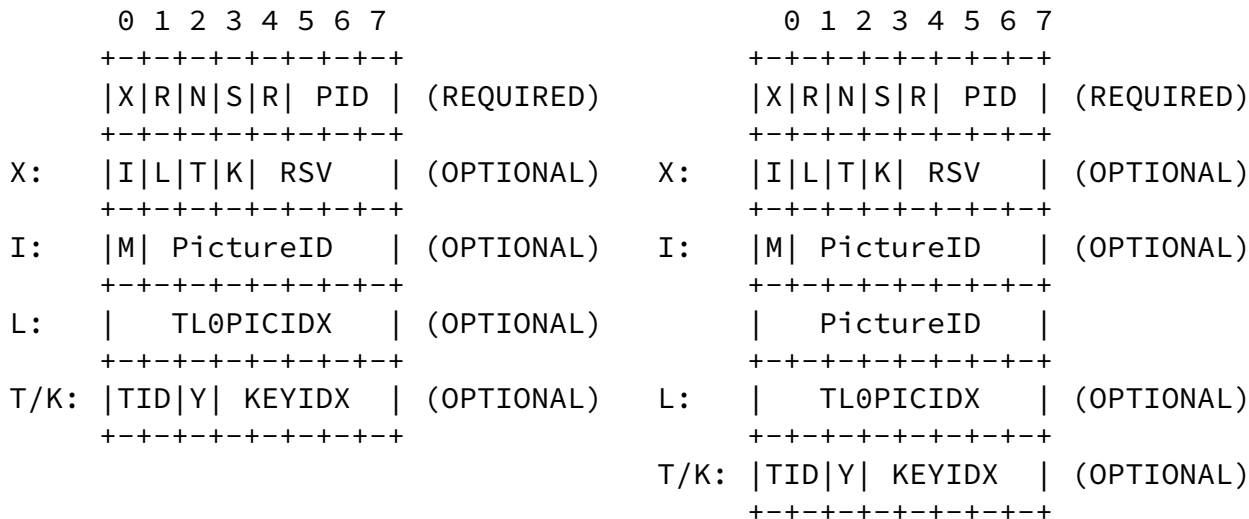 0 1 2 3 4 5 6 7                       0 1 2 3 4 5 6 7
     +-+-+-+-+-+-+-+-+                   +-+-+-+-+-+-+-+-+
     |X|R|N|S|R| PID | (REQUIRED)        |X|R|N|S|R| PID | (REQUIRED)
     +-+-+-+-+-+-+-+-+                   +-+-+-+-+-+-+-+-+
X:   |I|L|T|K| RSV   | (OPTIONAL)   X:   |I|L|T|K| RSV   | (OPTIONAL)
     +-+-+-+-+-+-+-+-+                   +-+-+-+-+-+-+-+-+
I:   |M| PictureID   | (OPTIONAL)   I:   |M| PictureID   | (OPTIONAL)
     +-+-+-+-+-+-+-+-+                   +-+-+-+-+-+-+-+-+
L:   |   TL0PICIDX   | (OPTIONAL)        |   PictureID   |
     +-+-+-+-+-+-+-+-+                   +-+-+-+-+-+-+-+-+
T/K: |TID|Y| KEYIDX  | (OPTIONAL)   L:   |   TL0PICIDX   | (OPTIONAL)
     +-+-+-+-+-+-+-+-+                   +-+-+-+-+-+-+-+-+
                                    T/K: |TID|Y| KEYIDX  | (OPTIONAL)
                                         +-+-+-+-+-+-+-+-+